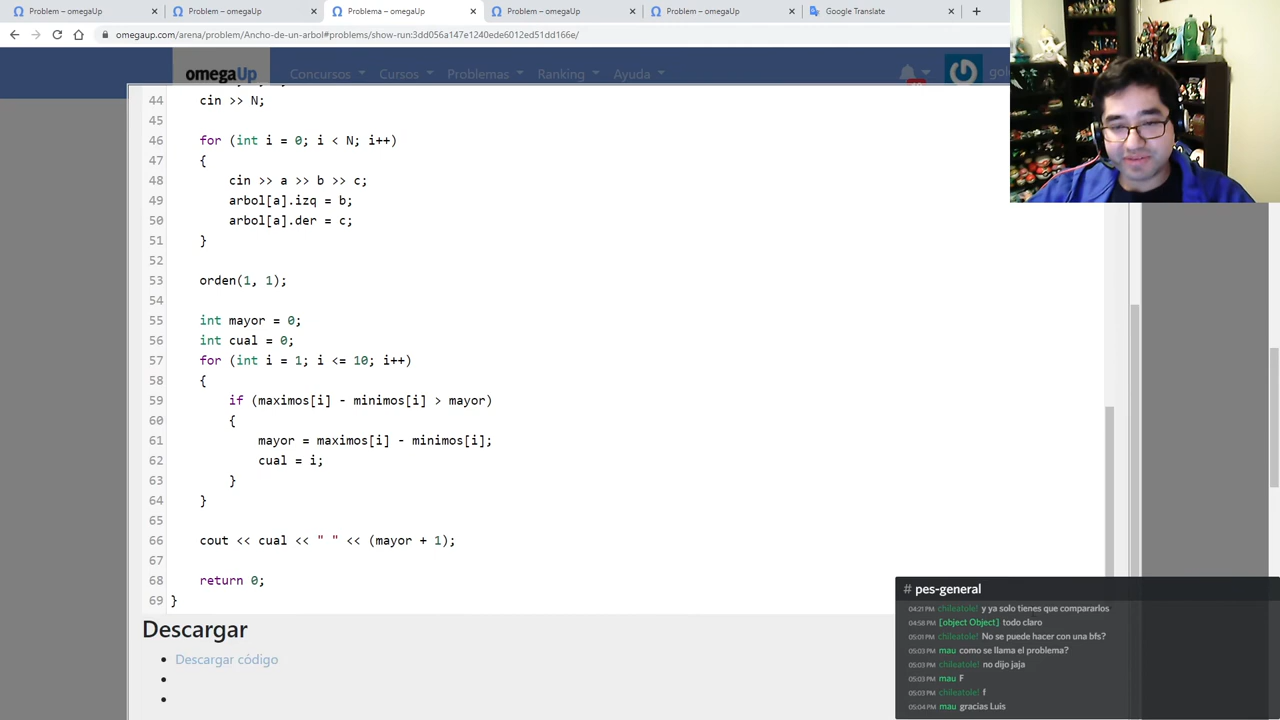 Problem – omegaUp
Problem – omegaUp
Problema – omegaUp
Problem – omegaUp
Problem – omegaUp
Google Translate
omegaup.com/arena/problem/Ancho-de-un-arbol#problems/show-run:3dd056a147e1240ede6012ed51dd166e/
omegaUp Concursos Cursos Problemas Ranking Ayuda
44 cin >> N;
45
46 for (int i = 0; i < N; i++)
47 {
48 cin >> a >> b >> c;
49 arbol[a].izq = b;
50 arbol[a].der = c;
51 }
52
53 orden(1, 1);
54
55 int mayor = 0;
56 int cual = 0;
57 for (int i = 1; i <= 10; i++)
58 {
59 if (maximos[i] - minimos[i] > mayor)
60 {
61 mayor = maximos[i] - minimos[i];
62 cual = i;
63 }
64 }
65
66 cout << cual << " " << (mayor + 1);
67
68 return 0;
69 }
Descargar
Descargar código
# pes-general
04:21 PM chileatole! y ya solo tienes que compararlos
04:58 PM [object Object] todo claro
05:01 PM chileatole! No se puede hacer con una bfs?
05:03 PM mau como se llama el problema?
05:03 PM chileatole! no dijo jaja
05:03 PM mau F
05:03 PM chileatole! f
05:04 PM mau gracias Luis